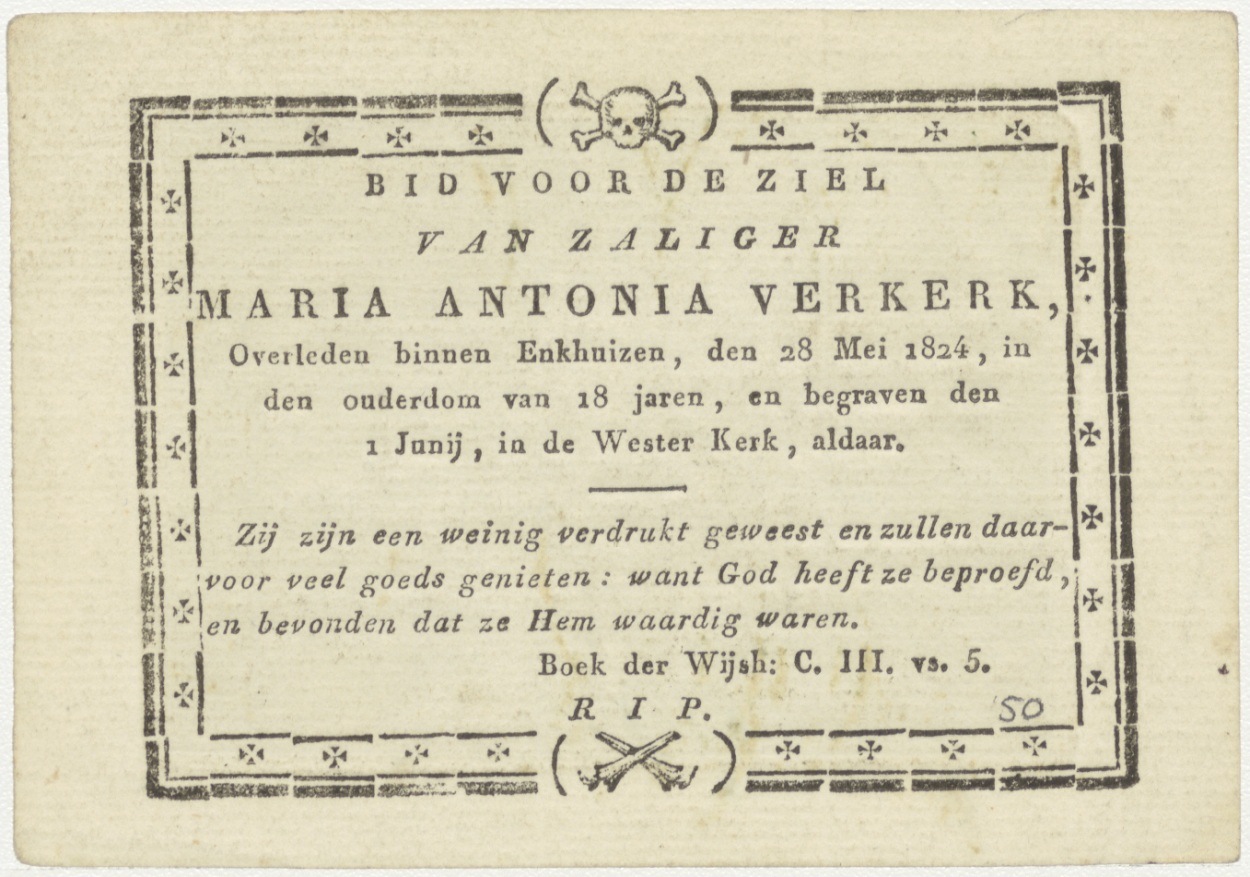 BID VOOR DE ZIEL
VAN ZALIGER
MARIA ANTONIA VERKERK,
Overleden binnen Enkhuizen, den 28 Mei 1824, in
den ouderdom van 18 jaren, en begraven den
1 Junij, in de Wester Kerk, aldaar.
Zij zijn een weinig verdrukt geweest en zullen daar-
voor veel goeds genieten: want God heeft ze beproefd,
en bevonden dat ze Hem waardig waren.
Boek der Wijsh: C. III. vs. 5.
R I P.
50